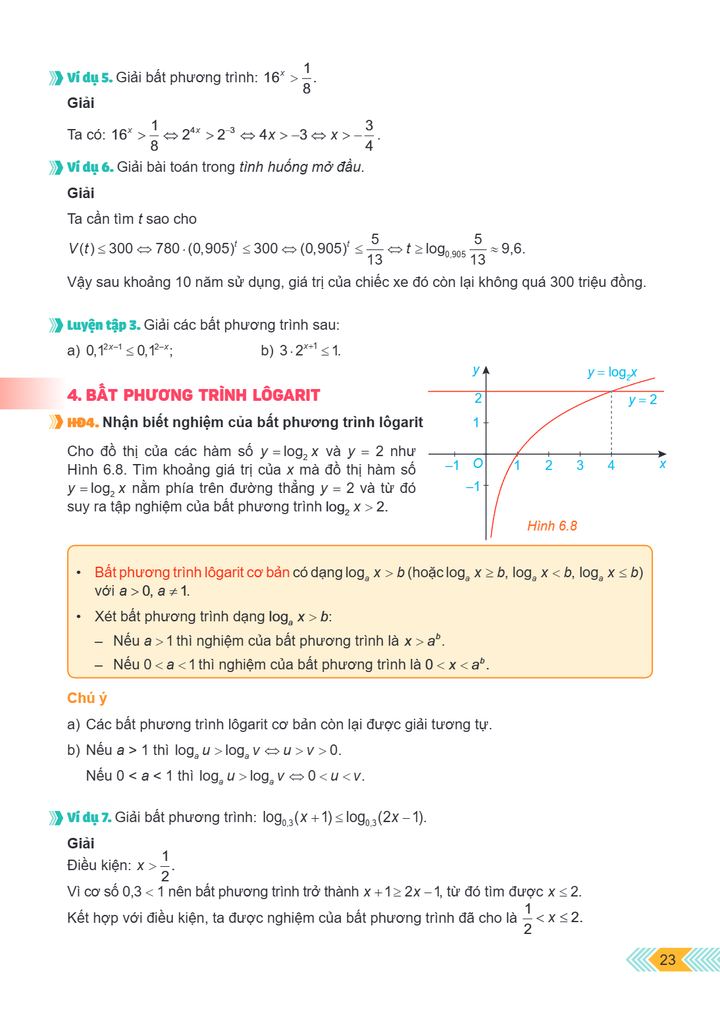 Ví dụ 5. Giải bất phương trình: 16^x > 1/8.
Giải
Ta có: 16^x > 1/8 ⇔ 2^{4x} > 2^{−3} ⇔ 4x > −3 ⇔ x > −3/4.
Ví dụ 6. Giải bài toán trong tình huống mở đầu.
Giải
Ta cần tìm t sao cho
V(t) ≤ 300 ⇔ 780 · (0,905)^t ≤ 300 ⇔ (0,905)^t ≤ 5/13 ⇔ t ≥ log_{0,905} 5/13 ≈ 9,6.
Vậy sau khoảng 10 năm sử dụng, giá trị của chiếc xe đó còn lại không quá 300 triệu đồng.
Luyện tập 3. Giải các bất phương trình sau:
a) 0,1^{2x−1} ≤ 0,1^{2−x}; b) 3 · 2^{x+1} ≤ 1.
4. BẤT PHƯƠNG TRÌNH LÔGARIT
HĐ4. Nhận biết nghiệm của bất phương trình lôgarit
Cho đồ thị của các hàm số y = log_2 x và y = 2 như
Hình 6.8. Tìm khoảng giá trị của x mà đồ thị hàm số
y = log_2 x nằm phía trên đường thẳng y = 2 và từ đó
suy ra tập nghiệm của bất phương trình log_2 x > 2.
y
y = log_2 x
2
y = 2
1
−1 O 1 2 3 4 x
−1
Hình 6.8
• Bất phương trình lôgarit cơ bản có dạng log_a x > b (hoặc log_a x ≥ b, log_a x < b, log_a x ≤ b)
với a > 0, a ≠ 1.
• Xét bất phương trình dạng log_a x > b:
– Nếu a > 1 thì nghiệm của bất phương trình là x > a^b.
– Nếu 0 < a < 1 thì nghiệm của bất phương trình là 0 < x < a^b.
Chú ý
a) Các bất phương trình lôgarit cơ bản còn lại được giải tương tự.
b) Nếu a > 1 thì log_a u > log_a v ⇔ u > v > 0.
Nếu 0 < a < 1 thì log_a u > log_a v ⇔ 0 < u < v.
Ví dụ 7. Giải bất phương trình: log_{0,3}(x + 1) ≤ log_{0,3}(2x − 1).
Giải
Điều kiện: x > 1/2.
Vì cơ số 0,3 < 1 nên bất phương trình trở thành x + 1 ≥ 2x − 1, từ đó tìm được x ≤ 2.
Kết hợp với điều kiện, ta được nghiệm của bất phương trình đã cho là 1/2 < x ≤ 2.
23